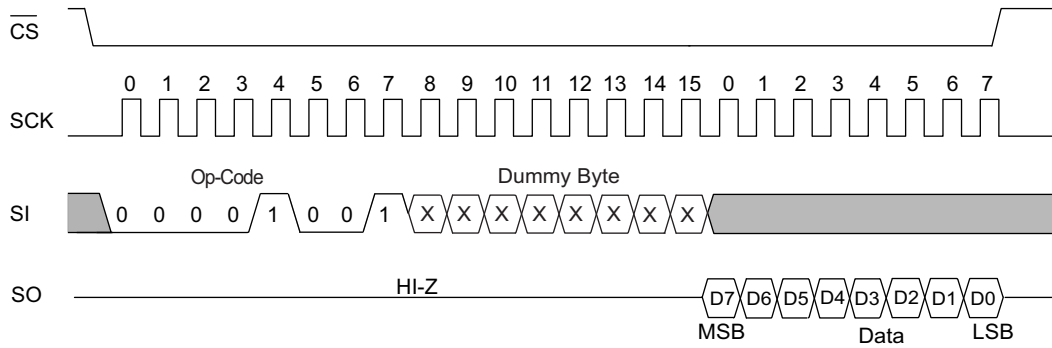 CS
0 1 2 3 4 5 6 7 8 9 10 11 12 13 14 15 0 1 2 3 4 5 6 7
SCK
Op-Code Dummy Byte
SI 0 0 0 0 1 0 0 1 X X X X X X X X
HI-Z
SO D7 D6 D5 D4 D3 D2 D1 D0
MSB Data LSB